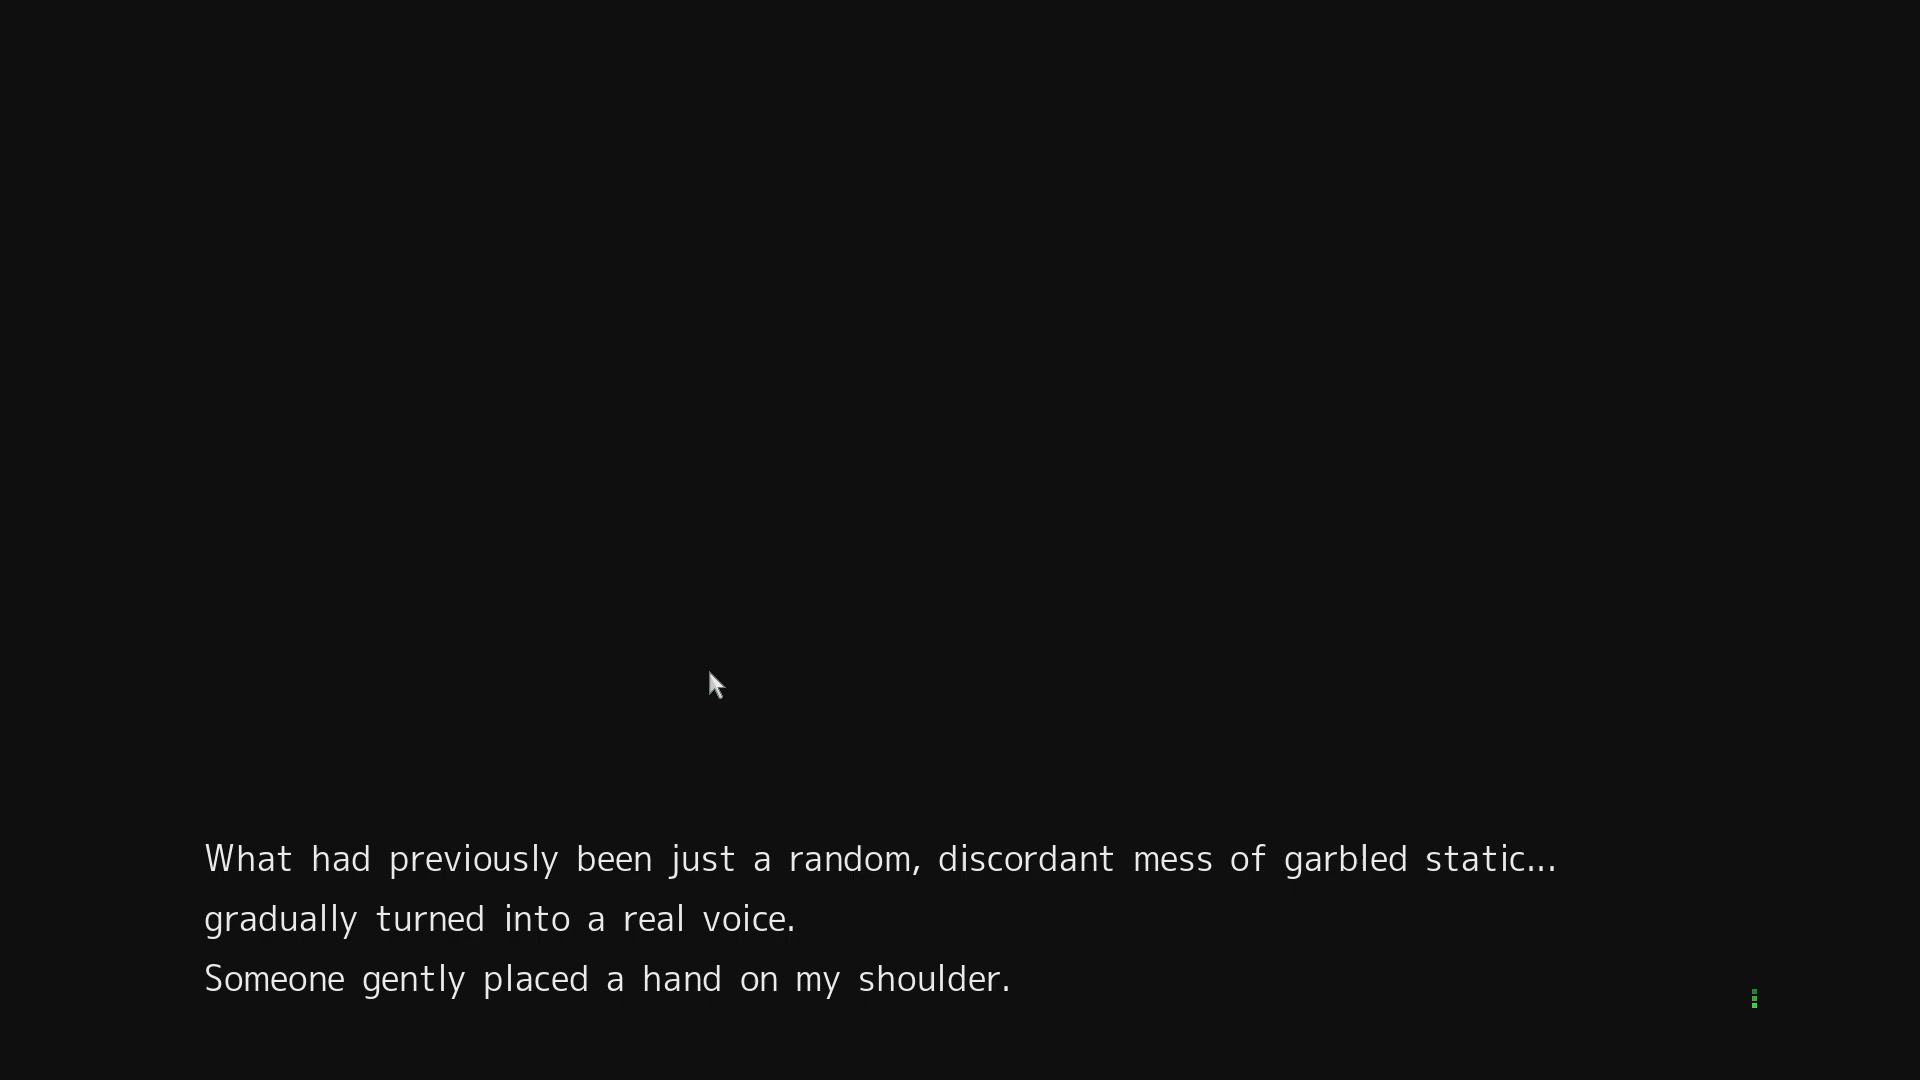 What had previously been just a random, discordant mess of garbled static...
gradually turned into a real voice.
Someone gently placed a hand on my shoulder.